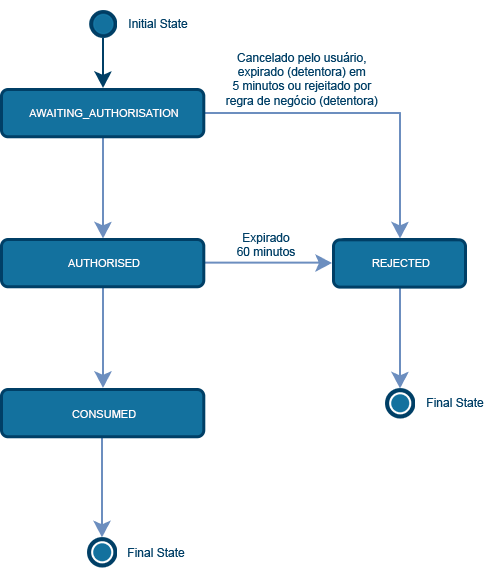 Initial State
Cancelado pelo usuário,
expirado (detentora) em
5 minutos ou rejeitado por
regra de negócio (detentora)
AWAITING_AUTHORISATION
Expirado
60 minutos
AUTHORISED
REJECTED
CONSUMED
Final State
Final State